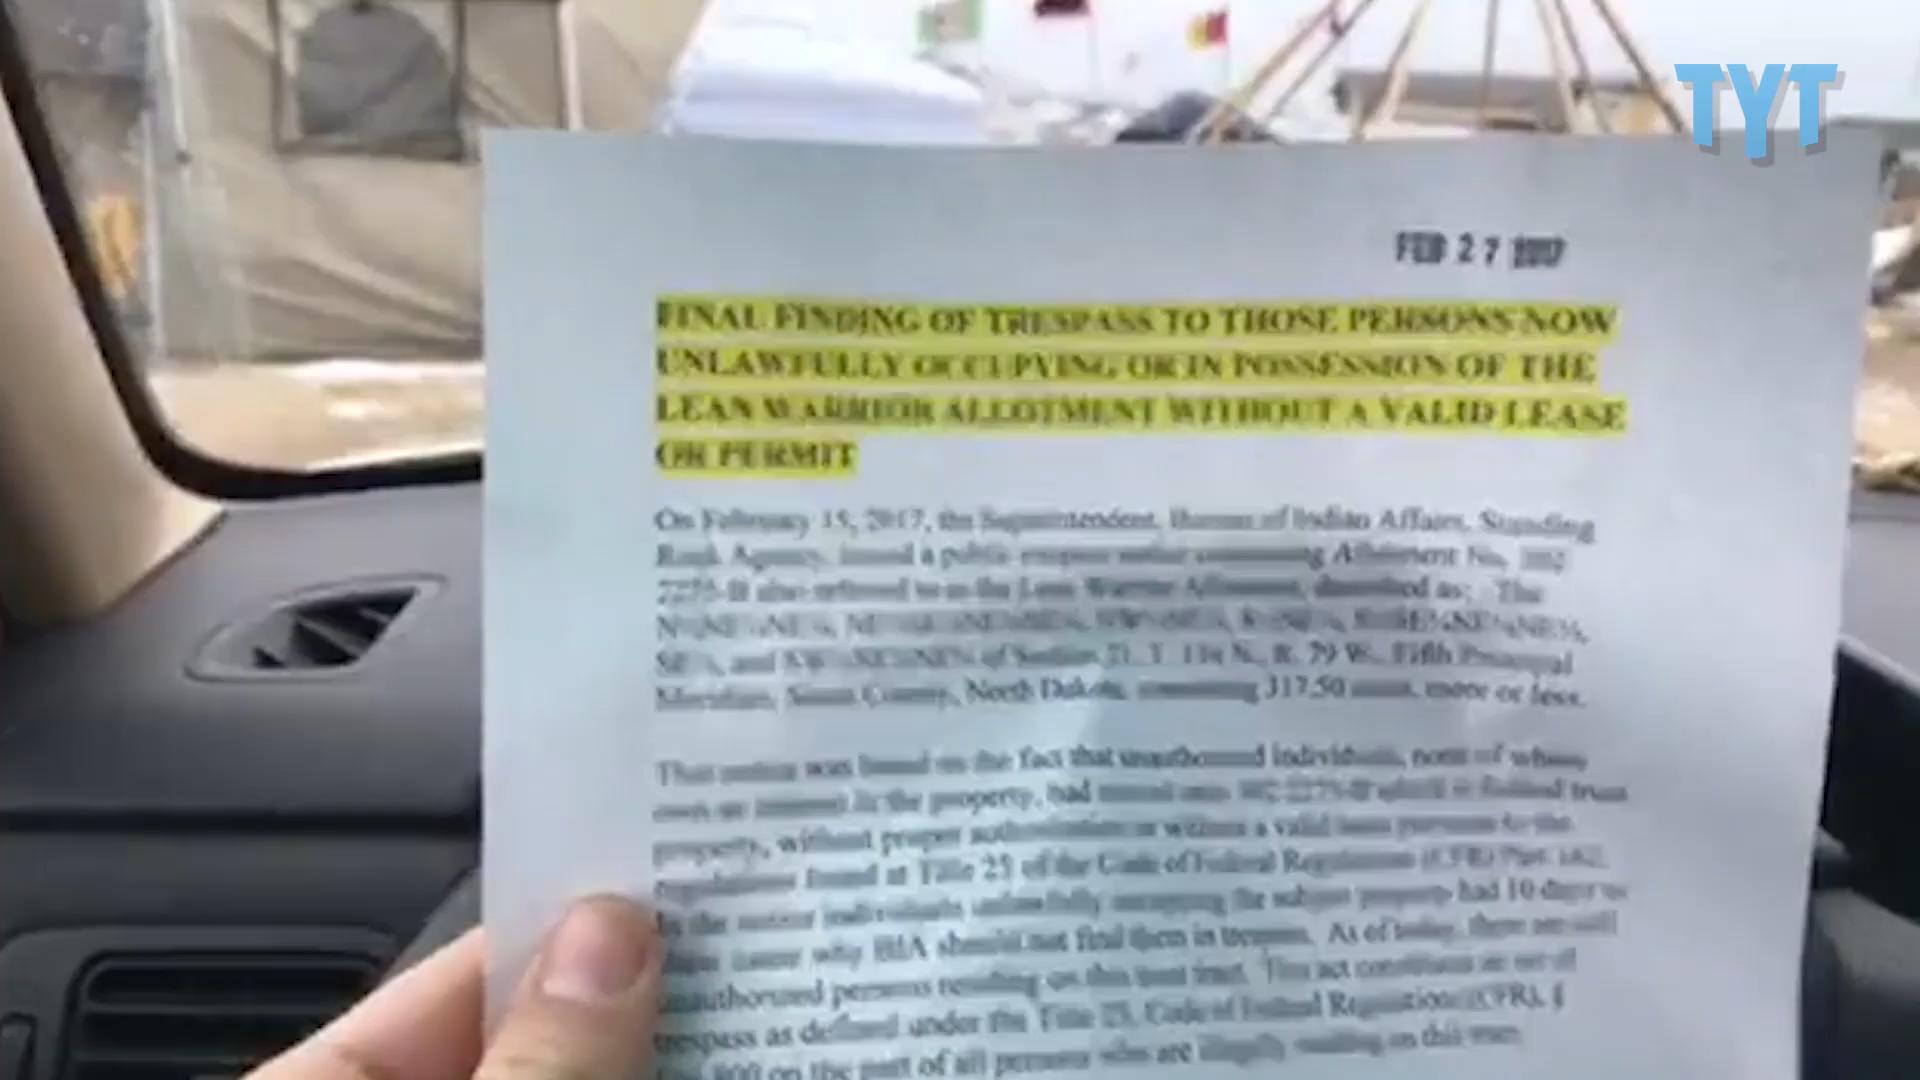 TYT
FEB 27 2017
FINAL FINDING OF TRESPASS TO THOSE PERSONS NOW
UNLAWFULLY OCCUPYING OR IN POSSESSION OF THE
LEAN WARRIOR ALLOTMENT WITHOUT A VALID LEASE
OR PERMIT
On February 15, 2017, the Superintendent, Bureau of Indian Affairs, Standing
Rock Agency, issued a public trespass notice concerning Allotment No.
also referred to as the Lean Warrior Allotment, described as: The
and of Section 21, T. N., R. 79 W., Fifth Principal
Meridian, Sioux County, North Dakota, containing 317.50 acres, more or less.
That notice was based on the fact that unauthorized individuals, none of whom
own an interest in the property, had which is federal trust
property, without proper authorization or without a valid lease pursuant to the
regulations found at Title 25 of the Code of Federal Regulations (CFR) Part 162.
In the notice individuals unlawfully occupying the subject property had 10 days to
show cause why BIA should not find them in trespass. As of today, there are still
unauthorized persons residing on this trust tract. This act constitutes an act of
trespass as defined under the Title 25, Code of Federal Regulations (CFR), §
on the part of all persons who are illegally residing on this tract.